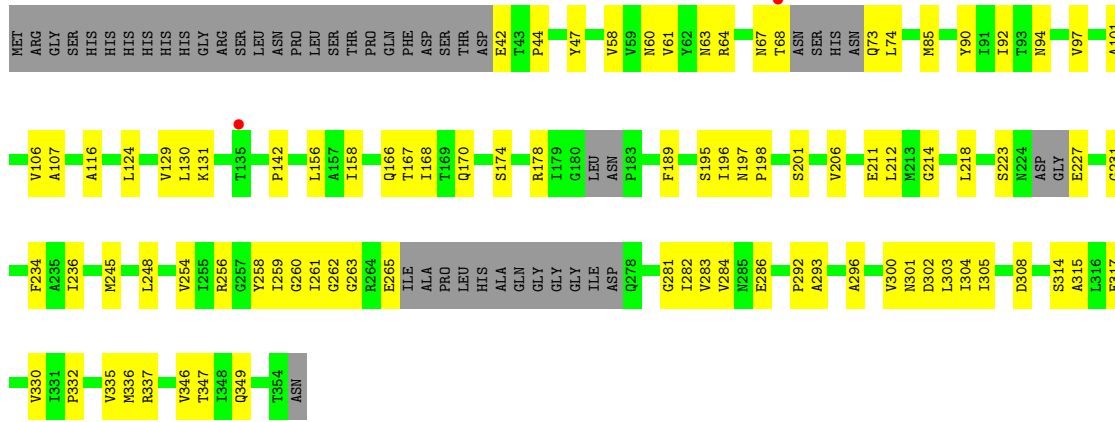 MET ARG GLY SER HIS HIS HIS HIS HIS HIS GLY ARG SER LEU ASN PRO LEU SER THR PRO GLN PHE ASP SER THR ASP E42 T43 P44 Y47 V58 V59 N60 V61 Y62 N63 R64 N67 T68 ASN SER HIS ASN Q73 L74 M85 Y90 I91 I92 T93 N94 V97 A101
V106 A107 A116 L124 V129 L130 K131 T135 P142 L156 A157 I158 Q166 T167 I168 T169 Q170 S174 R178 I179 G180 LEU ASN P183 F189 S195 I196 N197 P198 S201 V206 E211 L212 M213 G214 L218 S223 N224 ASP GLY E227 G231
F234 A235 I236 M245 L248 V254 I255 R256 G257 Y258 I259 G260 I261 G262 G263 R264 E265 ILE ALA PRO LEU HIS ALA GLN GLY GLY GLY ILE ASP Q278 G281 I282 V283 V284 N285 E286 P292 A293 A296 V300 N301 D302 L303 I304 I305 D308 S314 A315 L316
V330 I331 P332 V335 M336 R337 V346 T347 I348 Q349 T354 ASN